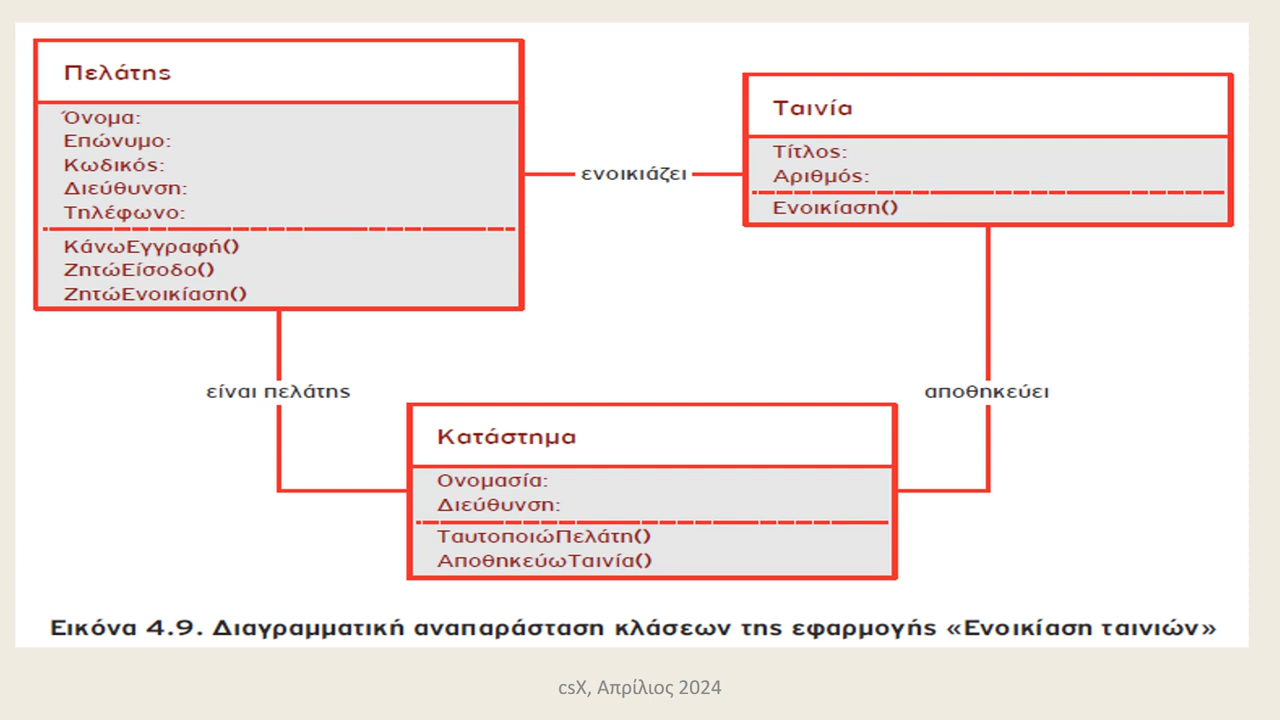 Πελάτης
Όνομα:
Επώνυμο:
Κωδικός:
Διεύθυνση:
Τηλέφωνο:
ΚάνωΕγγραφή()
ΖητώΕίσοδο()
ΖητώΕνοικίαση()
ενοικιάζει
Ταινία
Τίτλος:
Αριθμός:
Ενοικίαση()
είναι πελάτης
αποθηκεύει
Κατάστημα
Ονομασία:
Διεύθυνση:
ΤαυτοποιώΠελάτη()
ΑποθηκεύωΤαινία()
Εικόνα 4.9. Διαγραμματική αναπαράσταση κλάσεων της εφαρμογής «Ενοικίαση ταινιών»
csX, Απρίλιος 2024